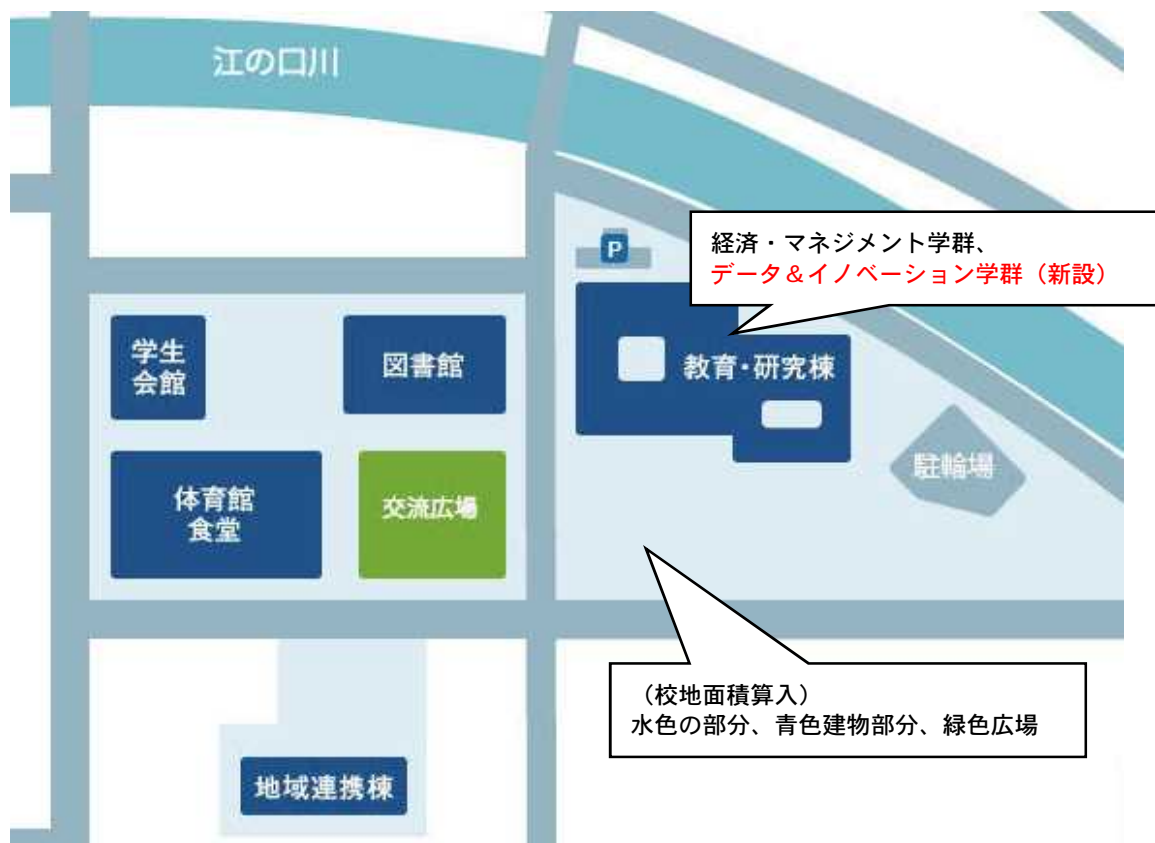 江の口川
P
経済・マネジメント学群、
データ＆イノベーション学群（新設）
学生
会館
図書館
教育・研究棟
体育館
食堂
交流広場
駐輪場
（校地面積算入）
水色の部分、青色建物部分、緑色広場
地域連携棟